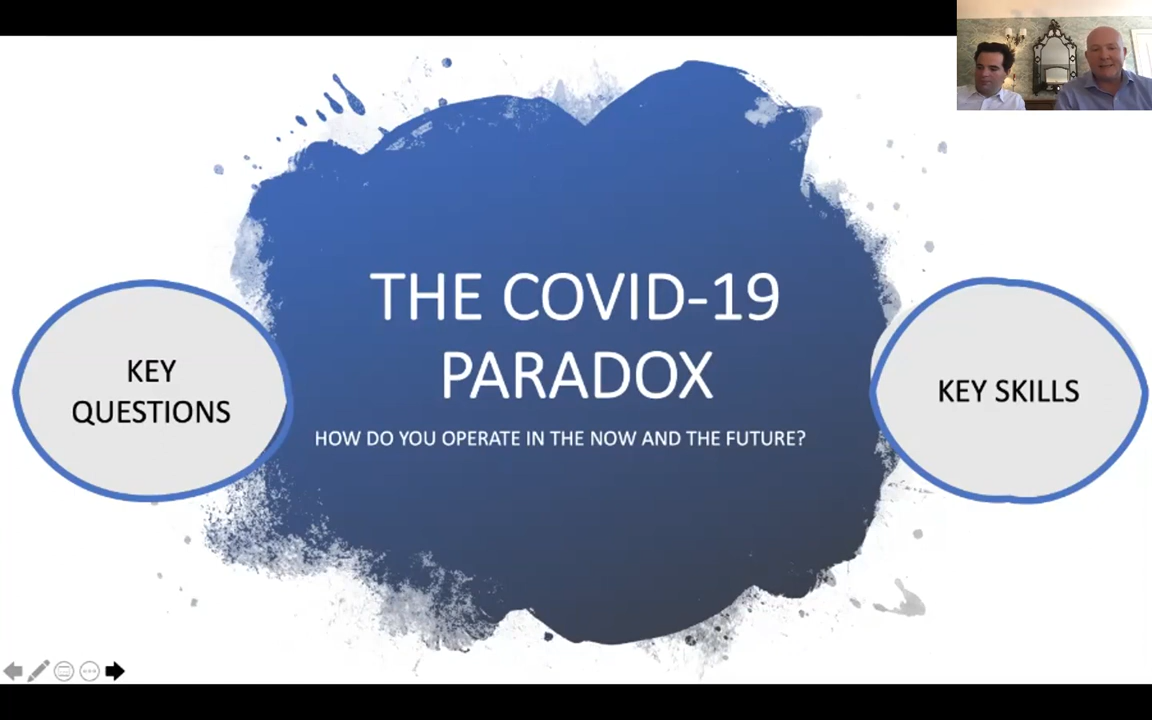 THE COVID-19
PARADOX
HOW DO YOU OPERATE IN THE NOW AND THE FUTURE?
KEY
QUESTIONS
KEY SKILLS